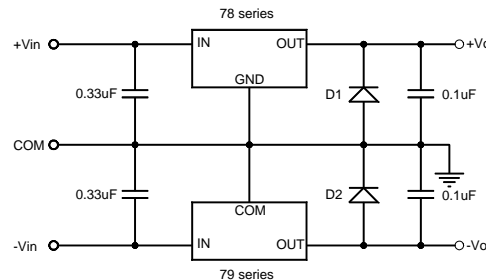 78 series
+Vin
IN
OUT
+Vo
GND
0.33uF
D1
0.1uF
COM
0.33uF
D2
0.1uF
COM
-Vin
IN
OUT
-Vo
79 series